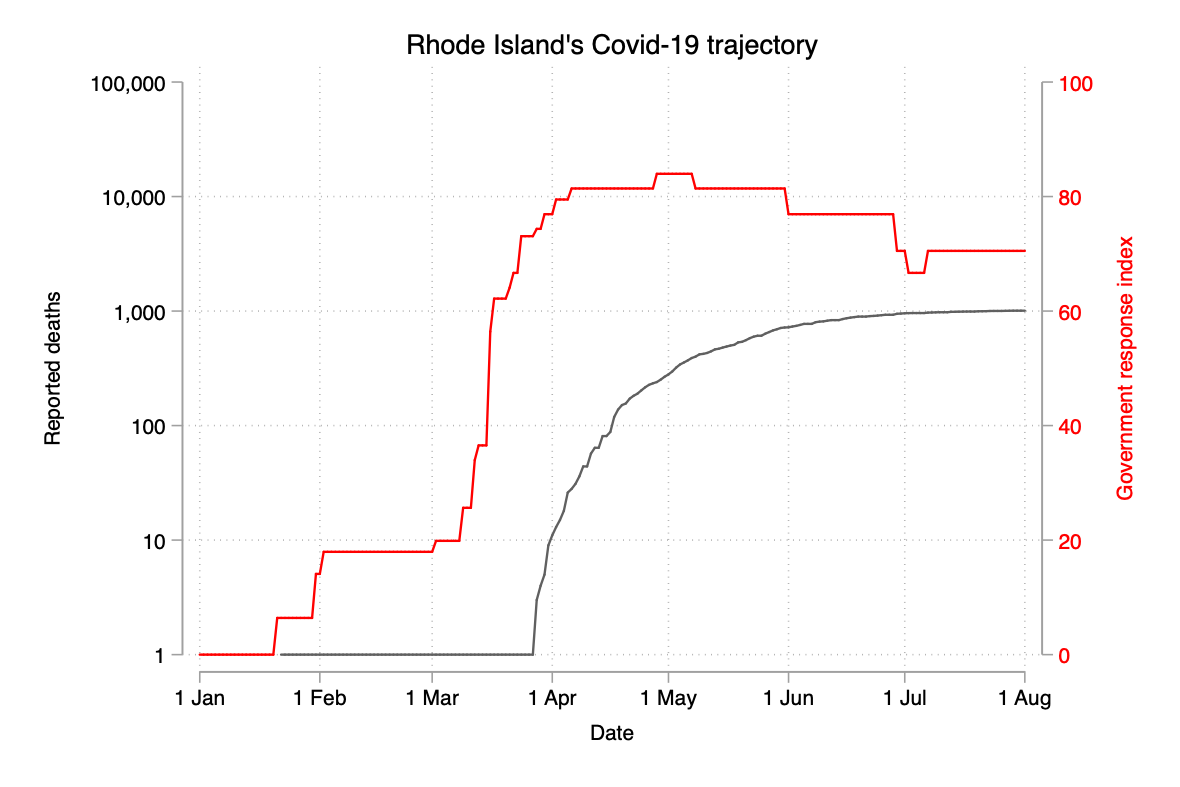 Rhode Island's Covid-19 trajectory
100,000
10,000
1,000
100
10
1
Reported deaths
100
80
60
40
20
0
Government response index
1 Jan 1 Feb 1 Mar 1 Apr 1 May 1 Jun 1 Jul 1 Aug
Date